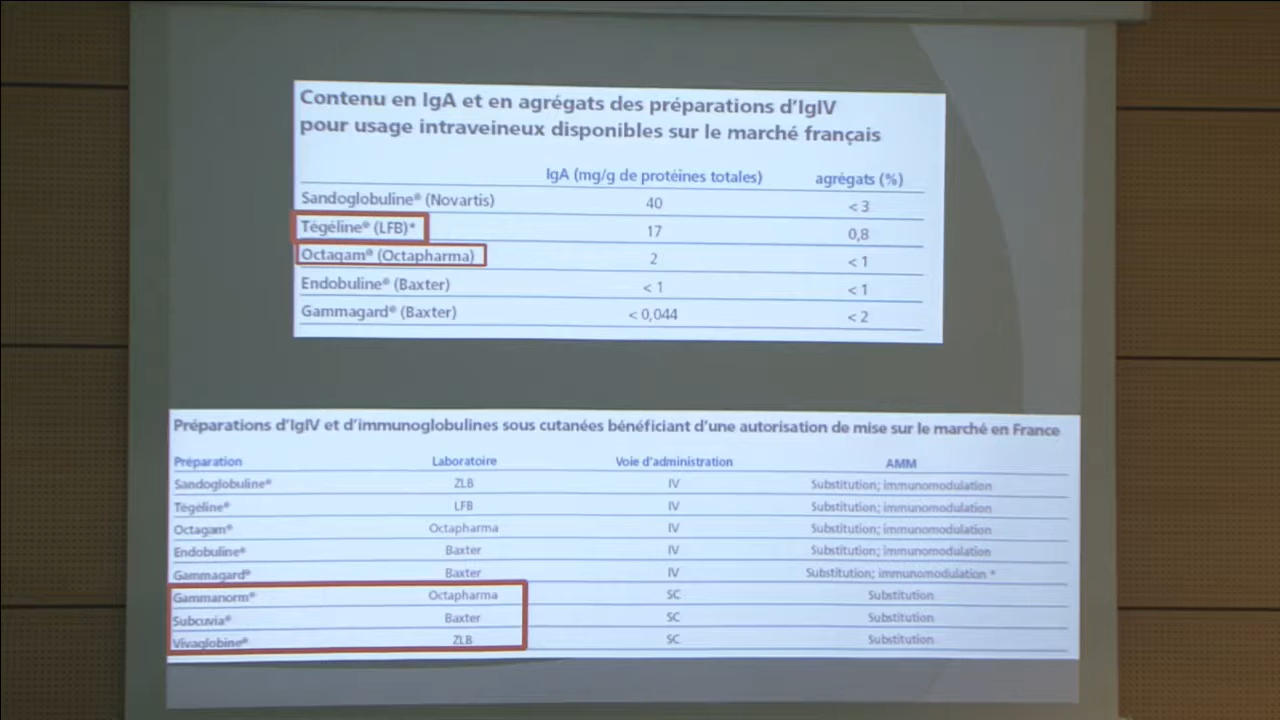 Contenu en IgA et en agrégats des préparations d'IgIV
pour usage intraveineux disponibles sur le marché français
IgA (mg/g de protéines totales) agrégats (%)
Sandoglobuline® (Novartis) 40 < 3
Tégéline® (LFB)* 17 0,8
Octagam® (Octapharma) 2 < 1
Endobuline® (Baxter) < 1 < 1
Gammagard® (Baxter) < 0,044 < 2
Préparations d'IgIV et d'immunoglobulines sous cutanées bénéficiant d'une autorisation de mise sur le marché en France
Préparation Laboratoire Voie d'administration AMM
Sandoglobuline® ZLB IV Substitution; immunomodulation
Tégéline® LFB IV Substitution; immunomodulation
Octagam® Octapharma IV Substitution; immunomodulation
Endobuline® Baxter IV Substitution; immunomodulation
Gammagard® Baxter IV Substitution; immunomodulation *
Gammanorm® Octapharma SC Substitution
Subcuvia® Baxter SC Substitution
Vivaglobine® ZLB SC Substitution